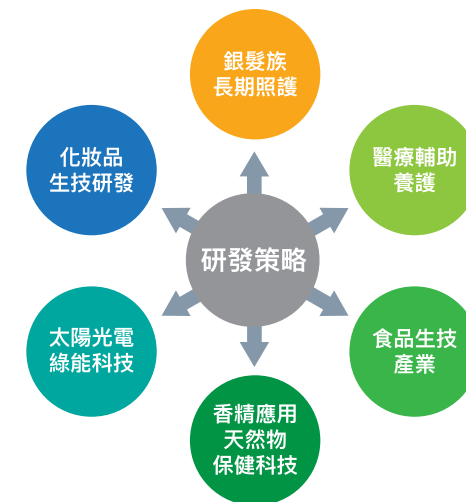 銀髮族
長期照護
化妝品
生技研發
醫療輔助
養護
研發策略
太陽光電
綠能科技
食品生技
產業
香精應用
天然物
保健科技